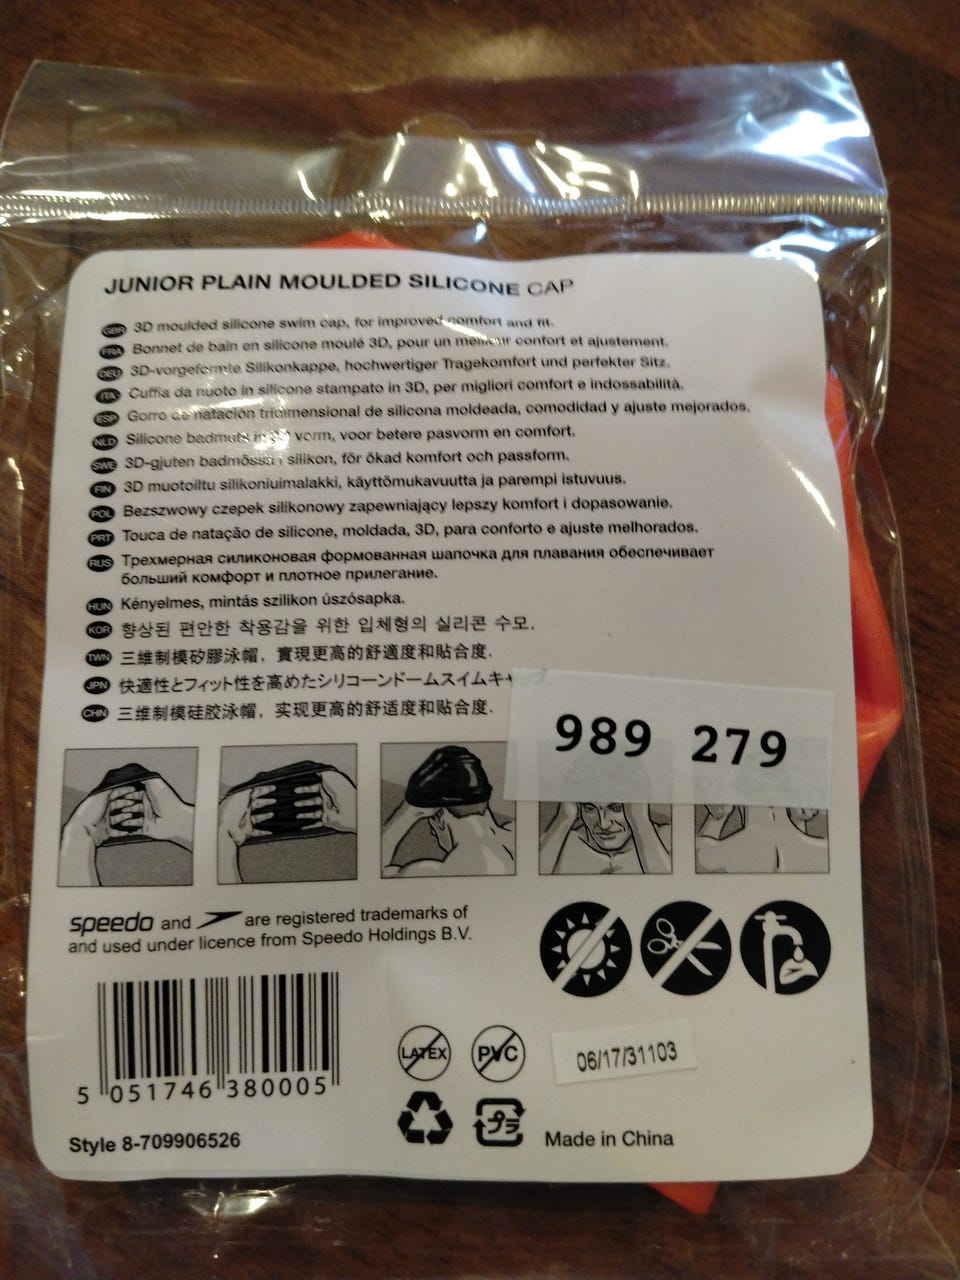 JUNIOR PLAIN MOULDED SILICONE CAP
GBR 3D moulded silicone swim cap, for improved comfort and fit.
FRA Bonnet de bain en silicone moulé 3D, pour un meilleur confort et ajustement.
DEU 3D-vorgeformte Silikonkappe, hochwertiger Tragekomfort und perfekter Sitz.
ITA Cuffia da nuoto in silicone stampato in 3D, per migliori comfort e indossabilità.
ESP Gorro de natación tridimensional de silicona moldeada, comodidad y ajuste mejorados.
NLD Silicone badmuts in vorm, voor betere pasvorm en comfort.
SWE 3D-gjuten badmössa i silikon, för ökad komfort och passform.
FIN 3D muotoiltu silikoniuimalakki, käyttömukavuutta ja parempi istuvuus.
POL Bezszwowy czepek silikonowy zapewniający lepszy komfort i dopasowanie.
PRT Touca de natação de silicone, moldada, 3D, para conforto e ajuste melhorados.
RUS Трехмерная силиконовая формованная шапочка для плавания обеспечивает
больший комфорт и плотное прилегание.
HUN Kényelmes, mintás szilikon úszósapka.
KOR 향상된 편안한 착용감을 위한 입체형의 실리콘 수모.
TWN 三維制模矽膠泳帽，實現更高的舒適度和貼合度.
JPN 快適性とフィット性を高めたシリコーンドームスイムキャ
CHN 三维制模硅胶泳帽，实现更高的舒适度和贴合度.
989 279
speedo and are registered trademarks of
and used under licence from Speedo Holdings B.V.
5 051746 380005
LATEX PVC
06/17/31103
プラ
Style 8-709906526
Made in China